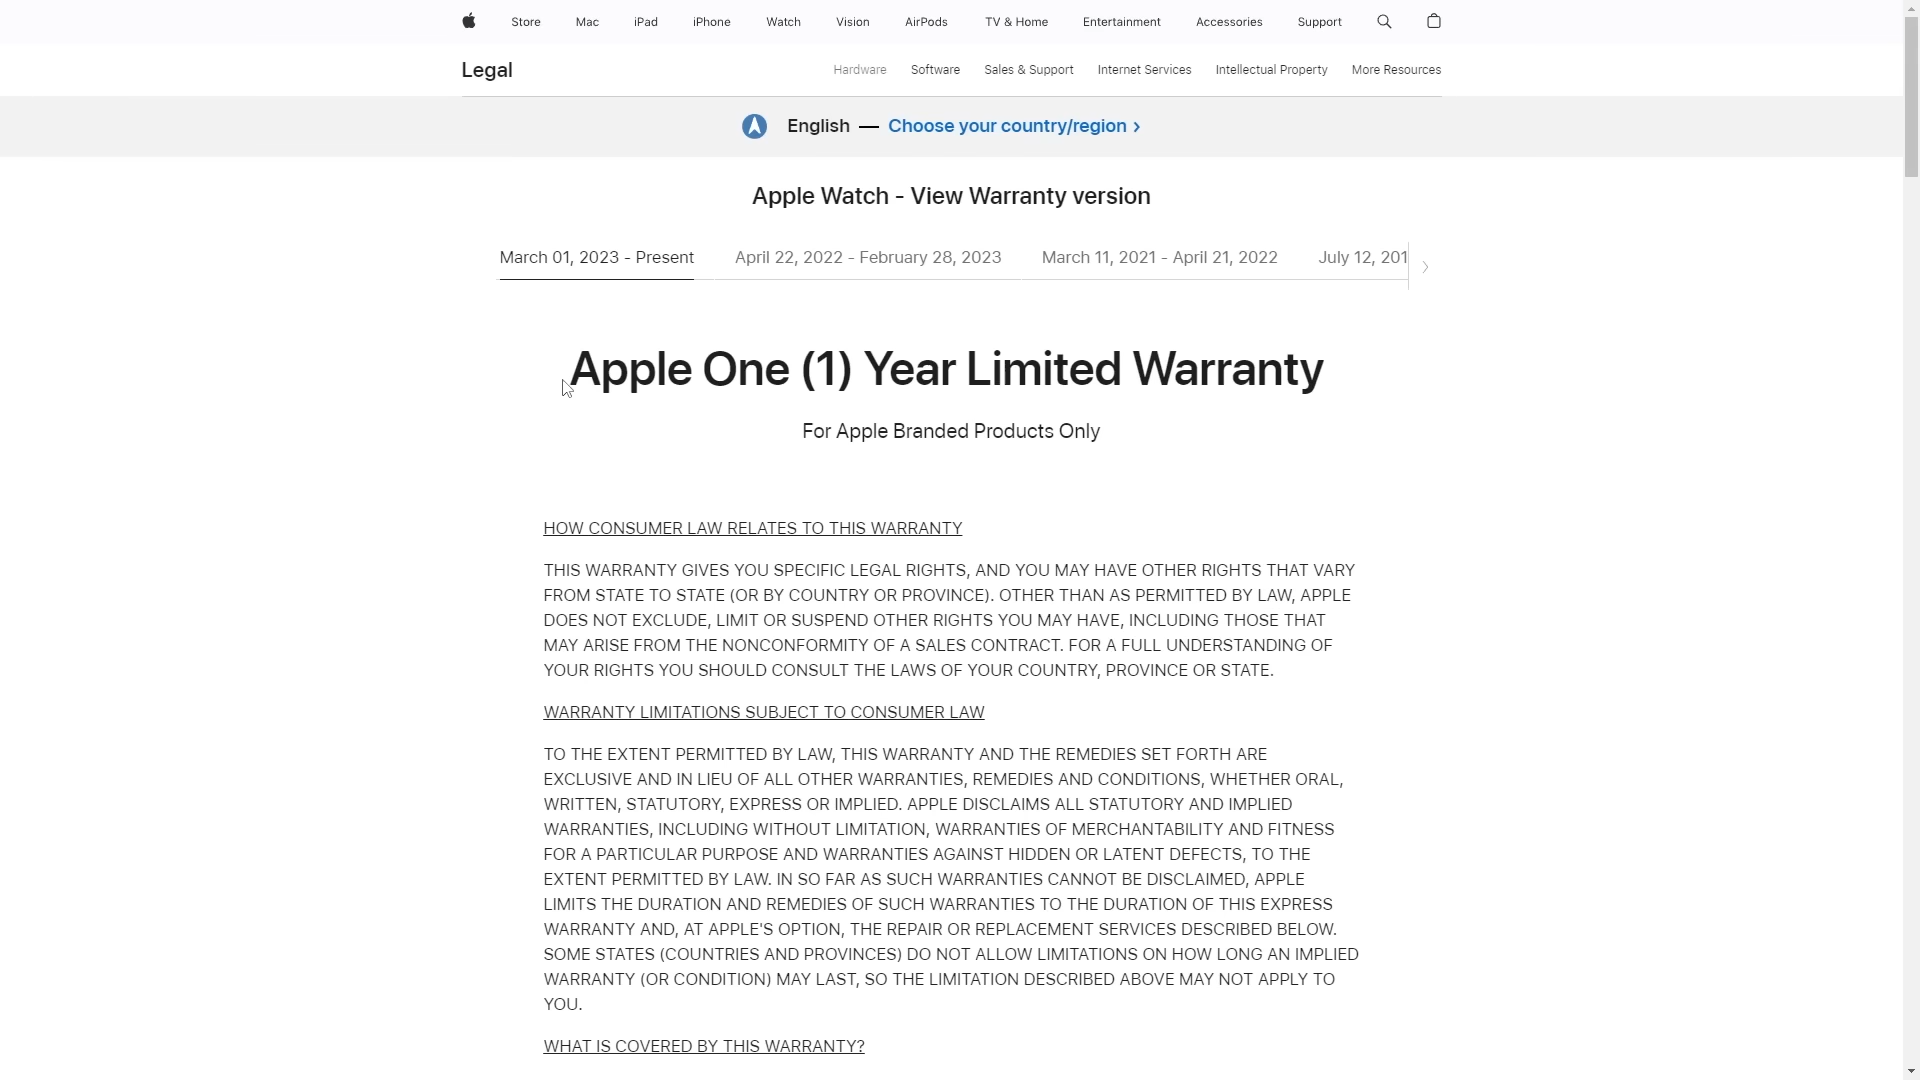 Store Mac iPad iPhone Watch Vision AirPods TV & Home Entertainment Accessories Support
Legal
Hardware Software Sales & Support Internet Services Intellectual Property More Resources
English — Choose your country/region ›
Apple Watch - View Warranty version
March 01, 2023 - Present April 22, 2022 - February 28, 2023 March 11, 2021 - April 21, 2022 July 12, 201
Apple One (1) Year Limited Warranty
For Apple Branded Products Only
HOW CONSUMER LAW RELATES TO THIS WARRANTY
THIS WARRANTY GIVES YOU SPECIFIC LEGAL RIGHTS, AND YOU MAY HAVE OTHER RIGHTS THAT VARY
FROM STATE TO STATE (OR BY COUNTRY OR PROVINCE). OTHER THAN AS PERMITTED BY LAW, APPLE
DOES NOT EXCLUDE, LIMIT OR SUSPEND OTHER RIGHTS YOU MAY HAVE, INCLUDING THOSE THAT
MAY ARISE FROM THE NONCONFORMITY OF A SALES CONTRACT. FOR A FULL UNDERSTANDING OF
YOUR RIGHTS YOU SHOULD CONSULT THE LAWS OF YOUR COUNTRY, PROVINCE OR STATE.
WARRANTY LIMITATIONS SUBJECT TO CONSUMER LAW
TO THE EXTENT PERMITTED BY LAW, THIS WARRANTY AND THE REMEDIES SET FORTH ARE
EXCLUSIVE AND IN LIEU OF ALL OTHER WARRANTIES, REMEDIES AND CONDITIONS, WHETHER ORAL,
WRITTEN, STATUTORY, EXPRESS OR IMPLIED. APPLE DISCLAIMS ALL STATUTORY AND IMPLIED
WARRANTIES, INCLUDING WITHOUT LIMITATION, WARRANTIES OF MERCHANTABILITY AND FITNESS
FOR A PARTICULAR PURPOSE AND WARRANTIES AGAINST HIDDEN OR LATENT DEFECTS, TO THE
EXTENT PERMITTED BY LAW. IN SO FAR AS SUCH WARRANTIES CANNOT BE DISCLAIMED, APPLE
LIMITS THE DURATION AND REMEDIES OF SUCH WARRANTIES TO THE DURATION OF THIS EXPRESS
WARRANTY AND, AT APPLE'S OPTION, THE REPAIR OR REPLACEMENT SERVICES DESCRIBED BELOW.
SOME STATES (COUNTRIES AND PROVINCES) DO NOT ALLOW LIMITATIONS ON HOW LONG AN IMPLIED
WARRANTY (OR CONDITION) MAY LAST, SO THE LIMITATION DESCRIBED ABOVE MAY NOT APPLY TO
YOU.
WHAT IS COVERED BY THIS WARRANTY?